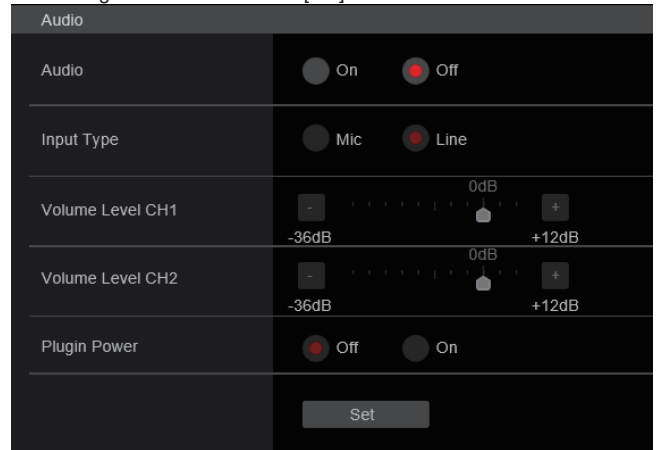 Audio
Audio On Off
Input Type Mic Line
Volume Level CH1 - 0dB +
-36dB +12dB
Volume Level CH2 - 0dB +
-36dB +12dB
Plugin Power Off On
Set